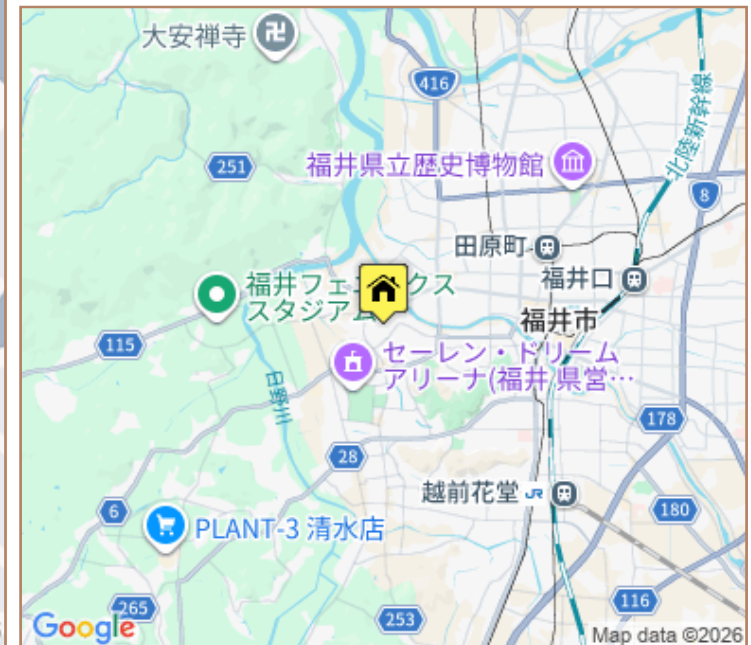 大安禅寺
416
北陸新幹線
251
福井県立歴史博物館
8
田原町
福井口
福井フェ
クス
スタジアム
福井市
115
セーレン・ドリーム
アリーナ(福井 県営…
日野川
178
28
越前花堂 JR
6
180
PLANT-3 清水店
265
116
253
Google
Map data ©2026